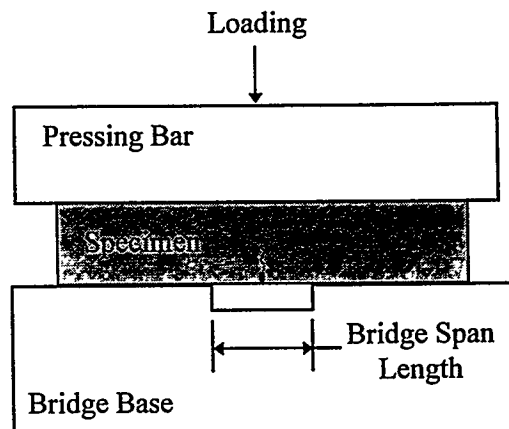 Loading
Pressing Bar
Specimen
Bridge Span
Length
Bridge Base